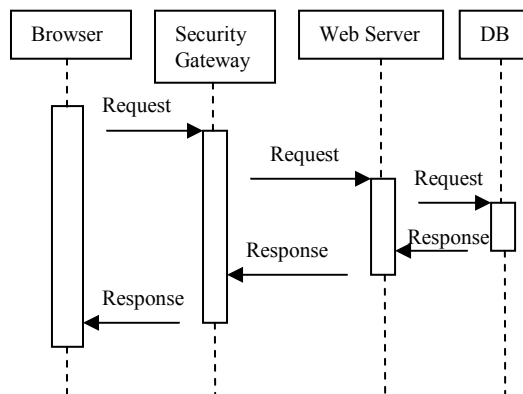 Browser
Security
Gateway
Web Server
DB
Request
Request
Request
Response
Response
Response